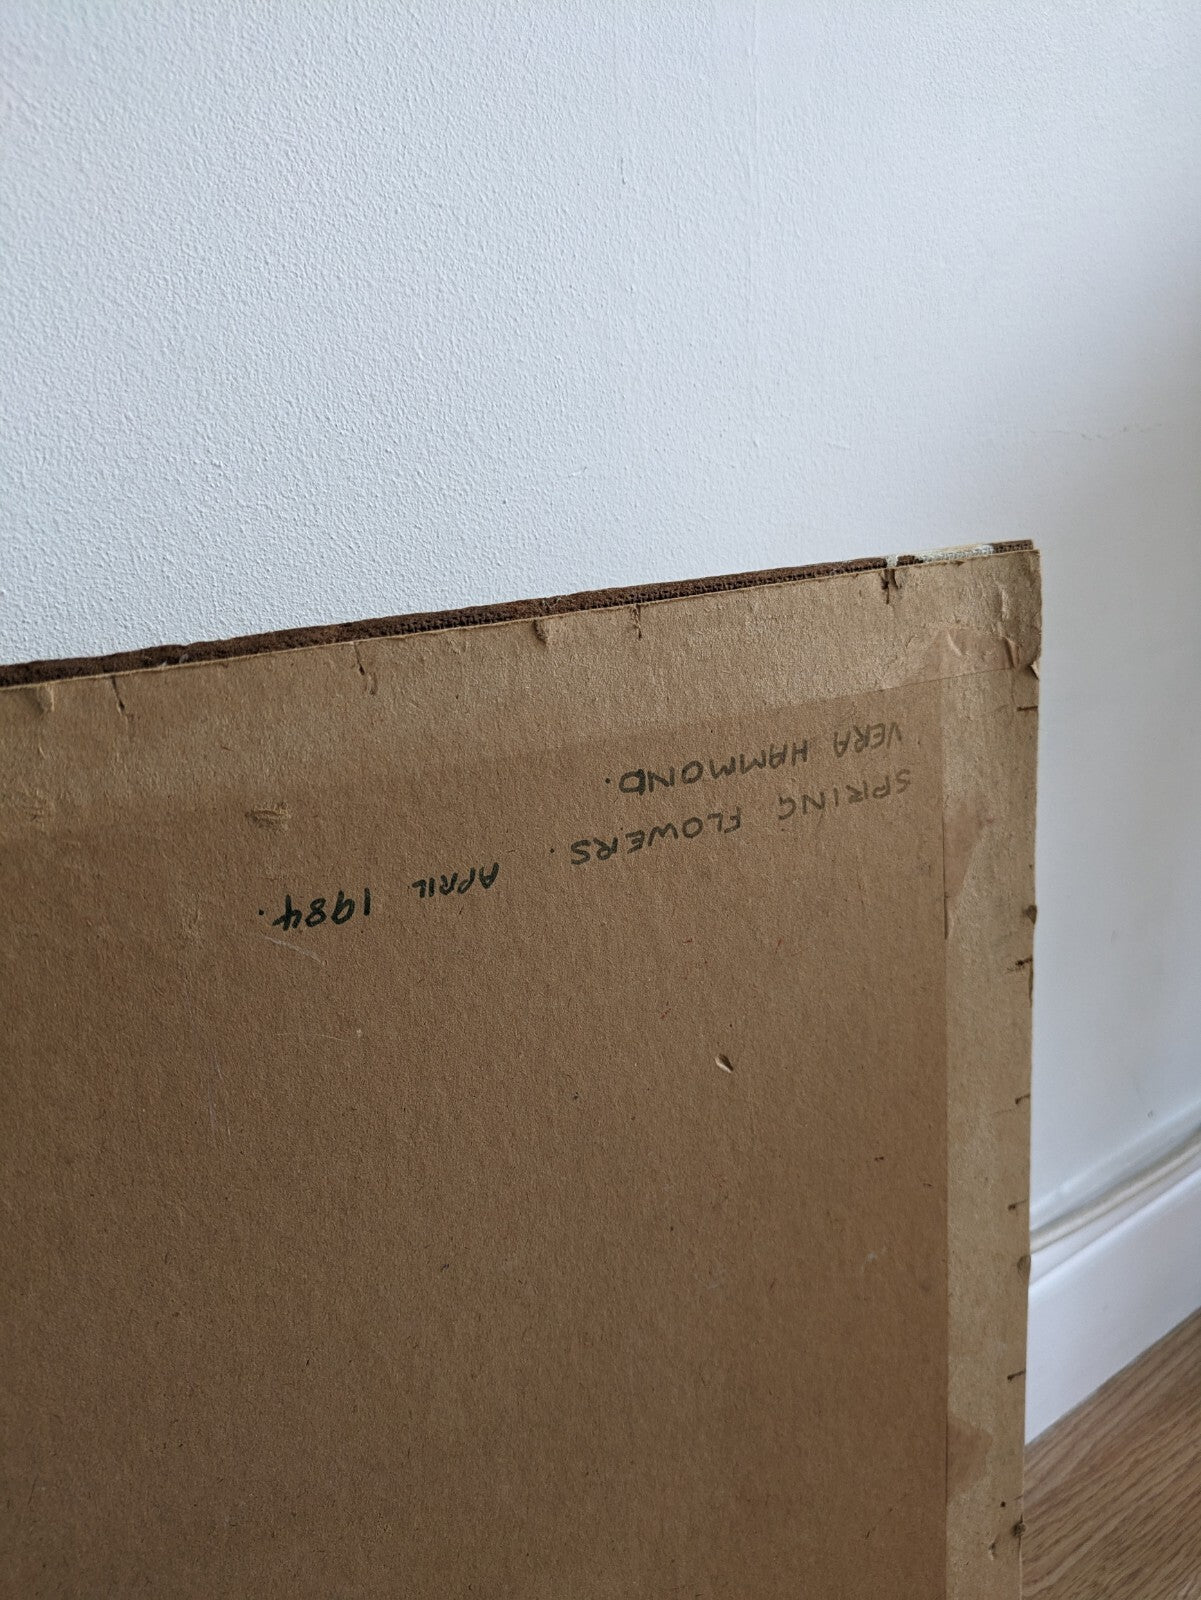 VERA HAMMOND.
SPRING FLOWERS. APRIL 1984.